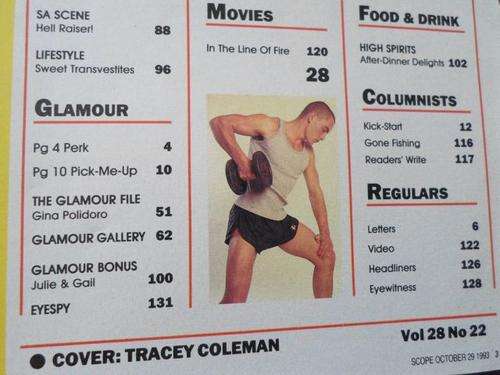 SA SCENE
Hell Raiser! 88
LIFESTYLE
Sweet Transvestites 96
GLAMOUR
Pg 4 Perk 4
Pg 10 Pick-Me-Up 10
THE GLAMOUR FILE
Gina Polidoro 51
GLAMOUR GALLERY 62
GLAMOUR BONUS
Julie & Gail 100
EYESPY 131
MOVIES
In The Line Of Fire 120
28
FOOD & DRINK
HIGH SPIRITS
After-Dinner Delights 102
COLUMNISTS
Kick-Start 12
Gone Fishing 116
Readers' Write 117
REGULARS
Letters 6
Video 122
Headliners 126
Eyewitness 128
COVER: TRACEY COLEMAN
Vol 28 No 22
SCOPE OCTOBER 29 1993 3